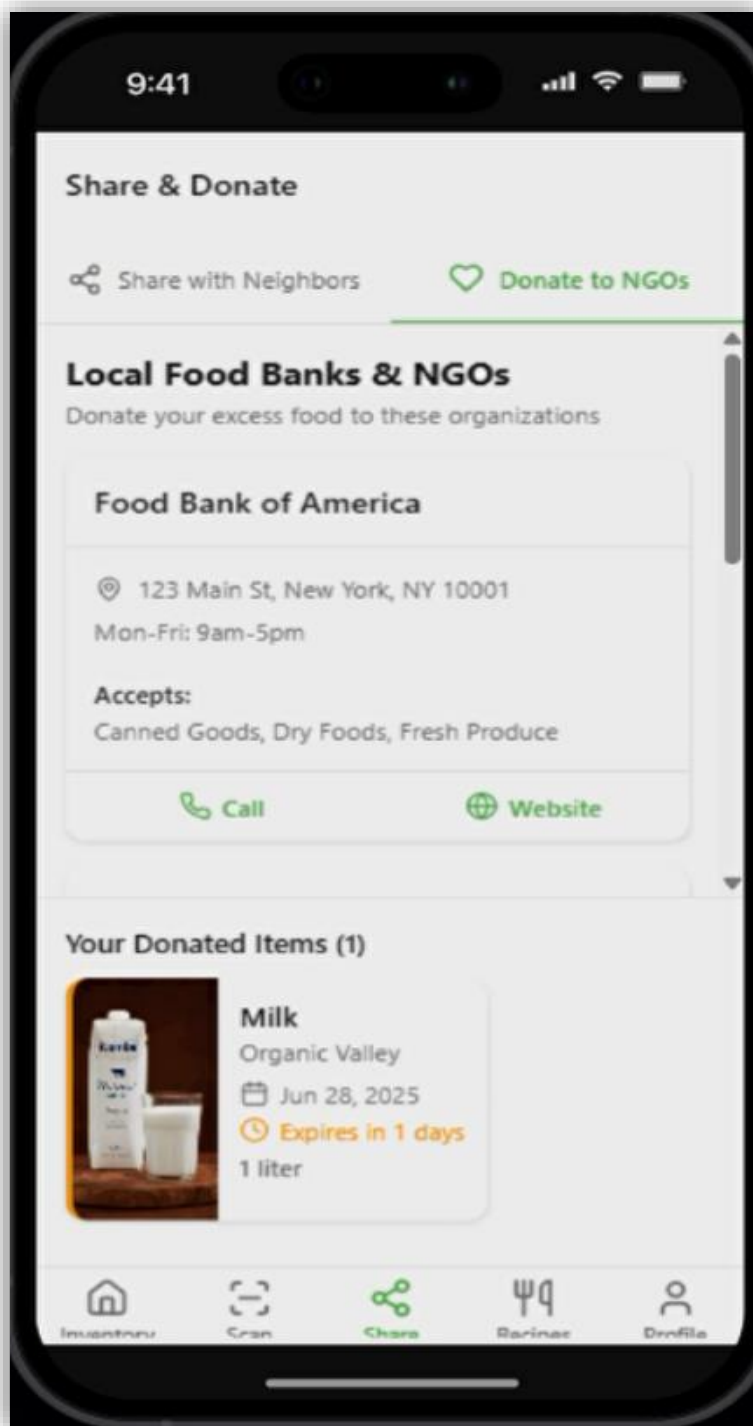 9:41
Share & Donate
Share with Neighbors
Donate to NGOs
Local Food Banks & NGOs
Donate your excess food to these organizations
Food Bank of America
123 Main St, New York, NY 10001
Mon-Fri: 9am-5pm
Accepts:
Canned Goods, Dry Foods, Fresh Produce
Call
Website
Your Donated Items (1)
Milk
Organic Valley
Jun 28, 2025
Expires in 1 days
1 liter
Inventory
Scan
Share
Recipes
Profile